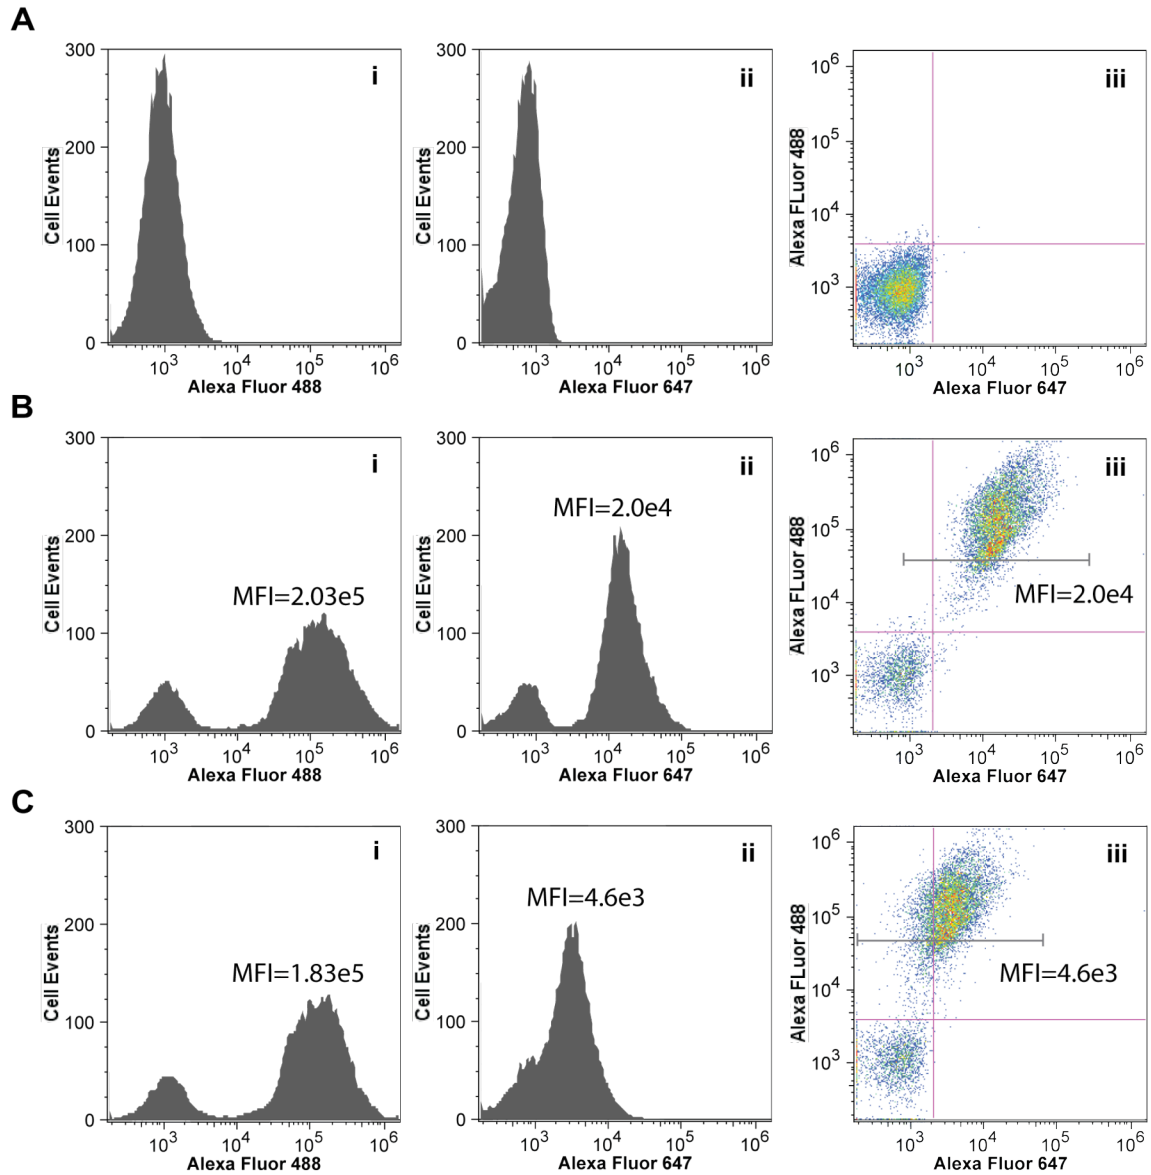 A
300
200
100
0
Cell Events
i
10^3 10^4 10^5 10^6
Alexa Fluor 488
300
200
100
0
Cell Events
ii
10^3 10^4 10^5 10^6
Alexa Fluor 647
10^6
10^5
10^4
10^3
Alexa FLuor 488
iii
10^3 10^4 10^5 10^6
Alexa Fluor 647
B
300
200
100
0
Cell Events
i
MFI=2.03e5
10^3 10^4 10^5 10^6
Alexa Fluor 488
300
200
100
0
Cell Events
ii
MFI=2.0e4
10^3 10^4 10^5 10^6
Alexa Fluor 647
10^6
10^5
10^4
10^3
Alexa FLuor 488
iii
MFI=2.0e4
10^3 10^4 10^5 10^6
Alexa Fluor 647
C
300
200
100
0
Cell Events
i
MFI=1.83e5
10^3 10^4 10^5 10^6
Alexa Fluor 488
300
200
100
0
Cell Events
ii
MFI=4.6e3
10^3 10^4 10^5 10^6
Alexa Fluor 647
10^6
10^5
10^4
10^3
Alexa FLuor 488
iii
MFI=4.6e3
10^3 10^4 10^5 10^6
Alexa Fluor 647